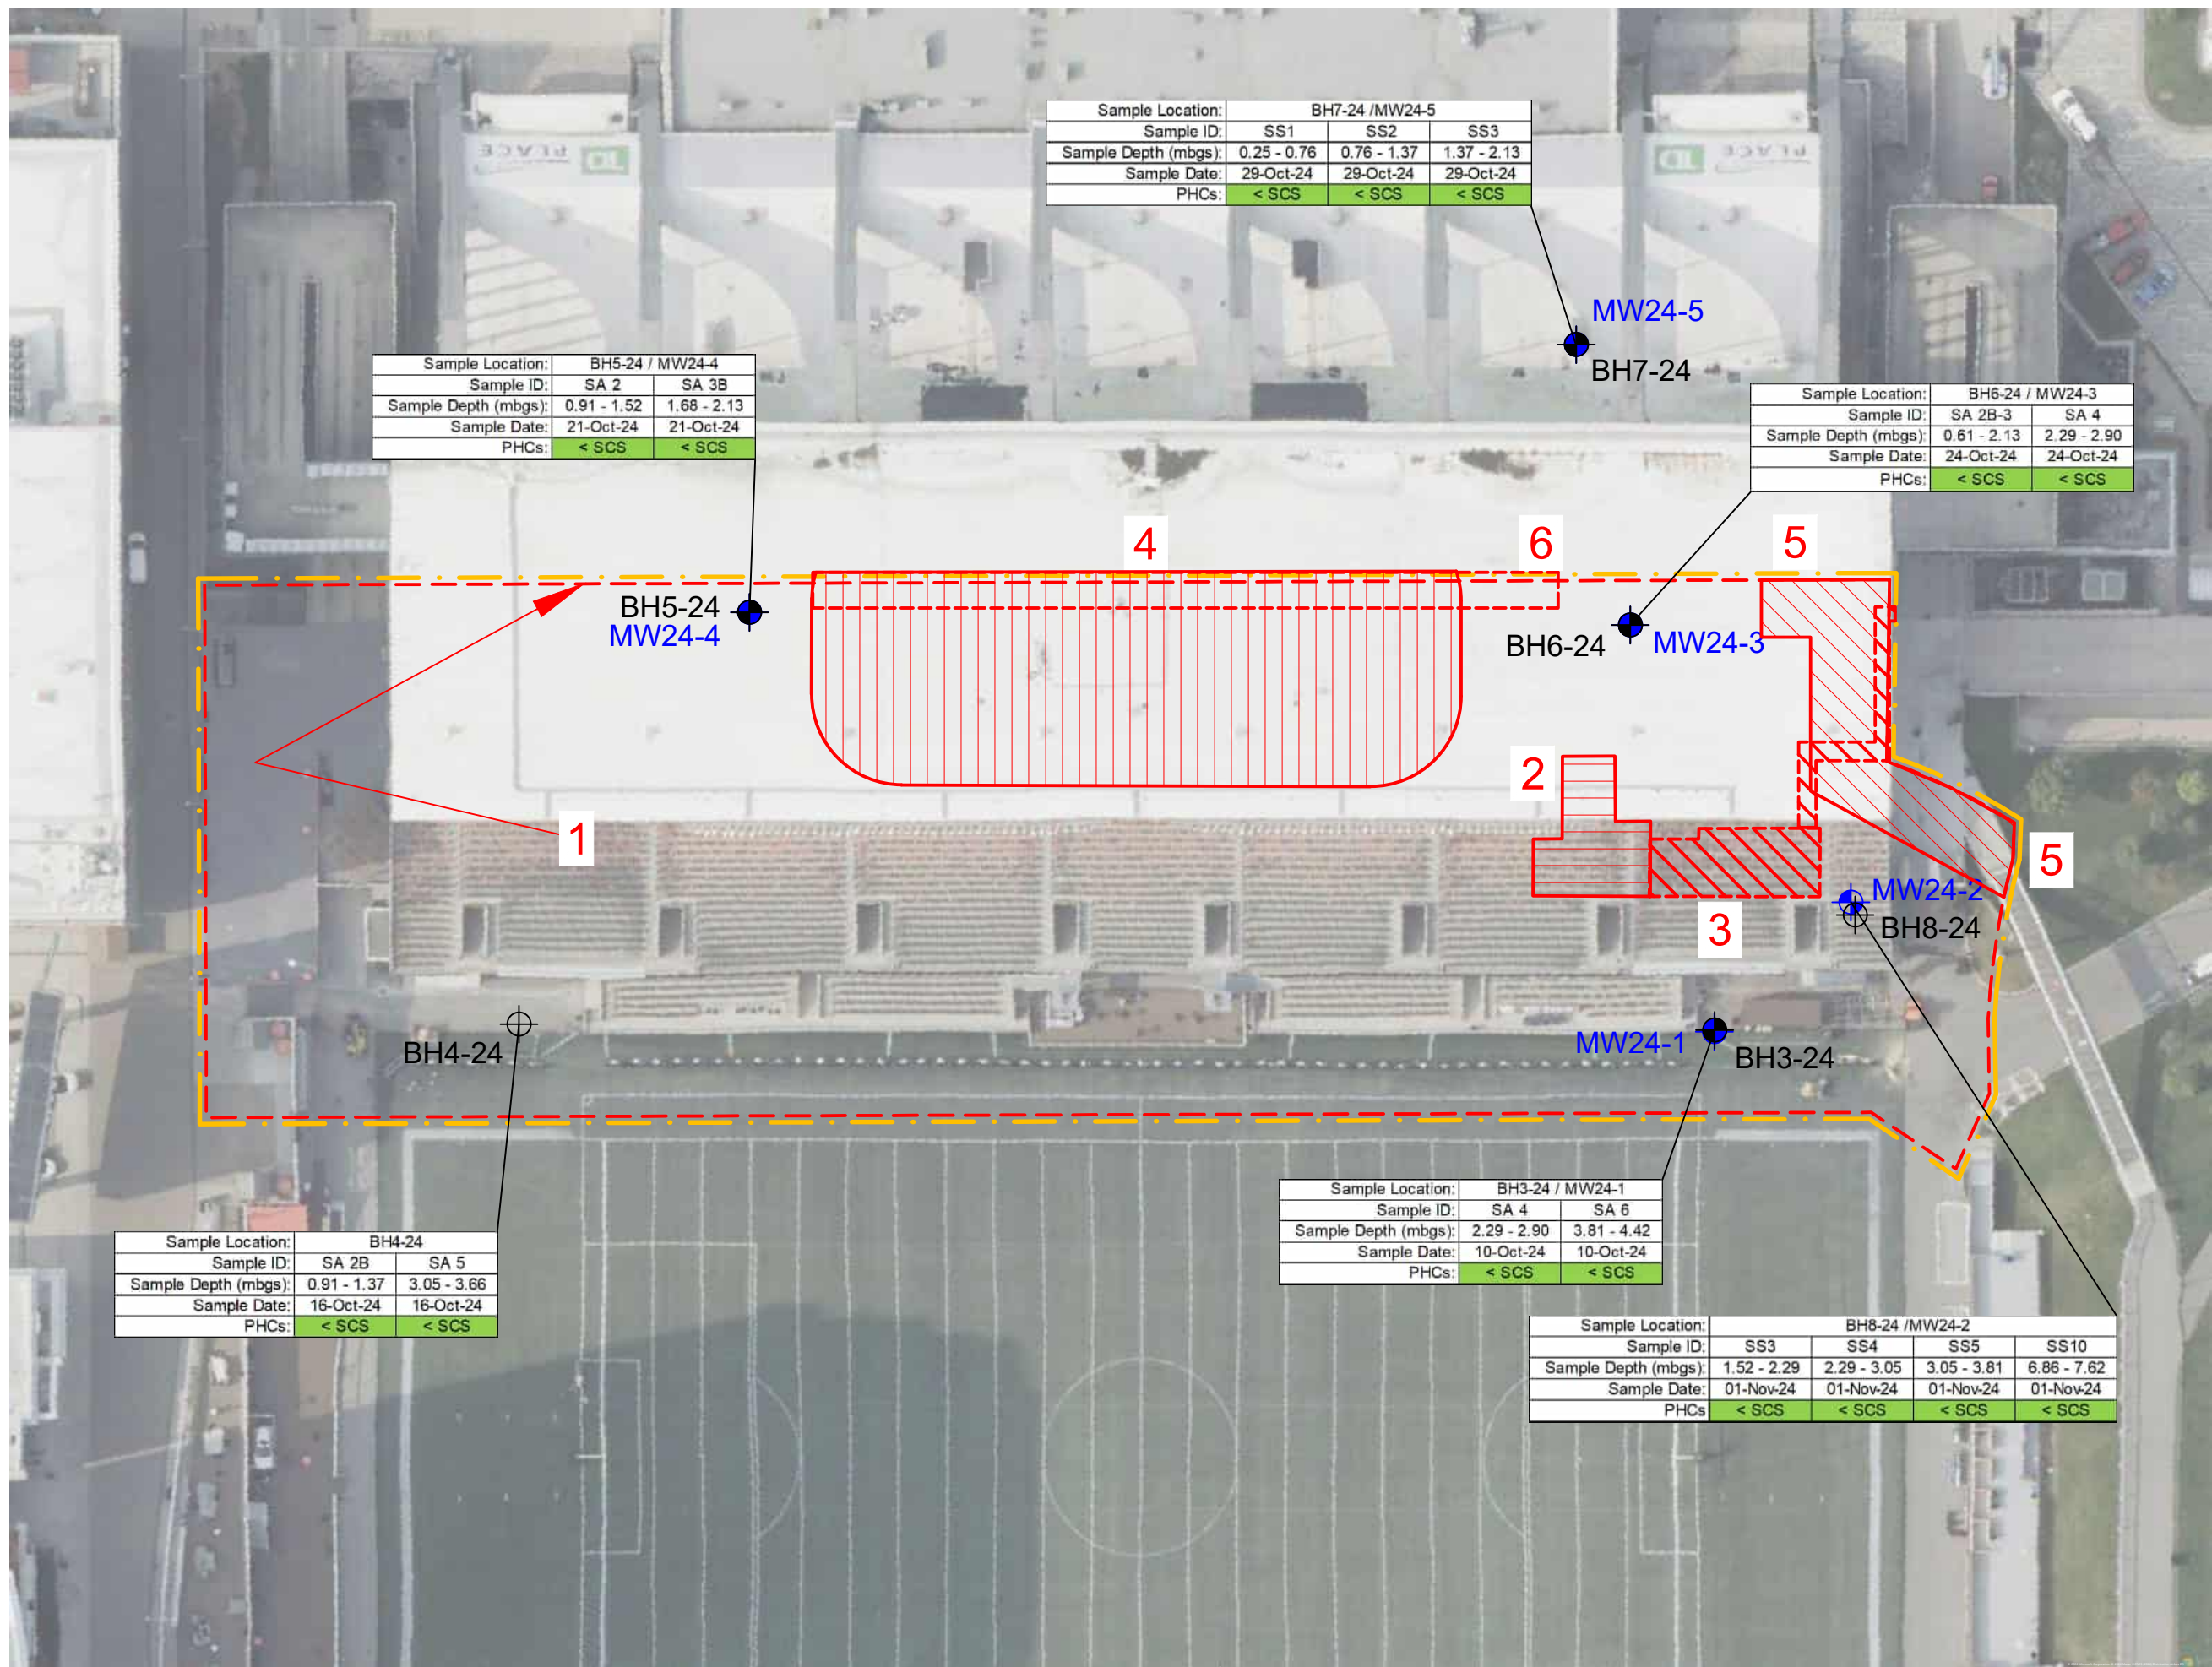 Sample Location: BH7-24 /MW24-5
Sample ID: SS1 SS2 SS3
Sample Depth (mbgs): 0.25 - 0.76 0.76 - 1.37 1.37 - 2.13
Sample Date: 29-Oct-24 29-Oct-24 29-Oct-24
PHCs: < SCS < SCS < SCS
PLACE TD
TD PLACE
MW24-5
BH7-24
Sample Location: BH5-24 / MW24-4
Sample ID: SA 2 SA 3B
Sample Depth (mbgs): 0.91 - 1.52 1.68 - 2.13
Sample Date: 21-Oct-24 21-Oct-24
PHCs: < SCS < SCS
Sample Location: BH6-24 / MW24-3
Sample ID: SA 2B-3 SA 4
Sample Depth (mbgs): 0.61 - 2.13 2.29 - 2.90
Sample Date: 24-Oct-24 24-Oct-24
PHCs: < SCS < SCS
4
6
5
BH5-24
MW24-4
BH6-24
MW24-3
2
1
5
MW24-2
BH8-24
3
BH4-24
MW24-1
BH3-24
Sample Location: BH3-24 / MW24-1
Sample ID: SA 4 SA 6
Sample Depth (mbgs): 2.29 - 2.90 3.81 - 4.42
Sample Date: 10-Oct-24 10-Oct-24
PHCs: < SCS < SCS
Sample Location: BH4-24
Sample ID: SA 2B SA 5
Sample Depth (mbgs): 0.91 - 1.37 3.05 - 3.66
Sample Date: 16-Oct-24 16-Oct-24
PHCs: < SCS < SCS
Sample Location: BH8-24 /MW24-2
Sample ID: SS3 SS4 SS5 SS10
Sample Depth (mbgs): 1.52 - 2.29 2.29 - 3.05 3.05 - 3.81 6.86 - 7.62
Sample Date: 01-Nov-24 01-Nov-24 01-Nov-24 01-Nov-24
PHCs < SCS < SCS < SCS < SCS